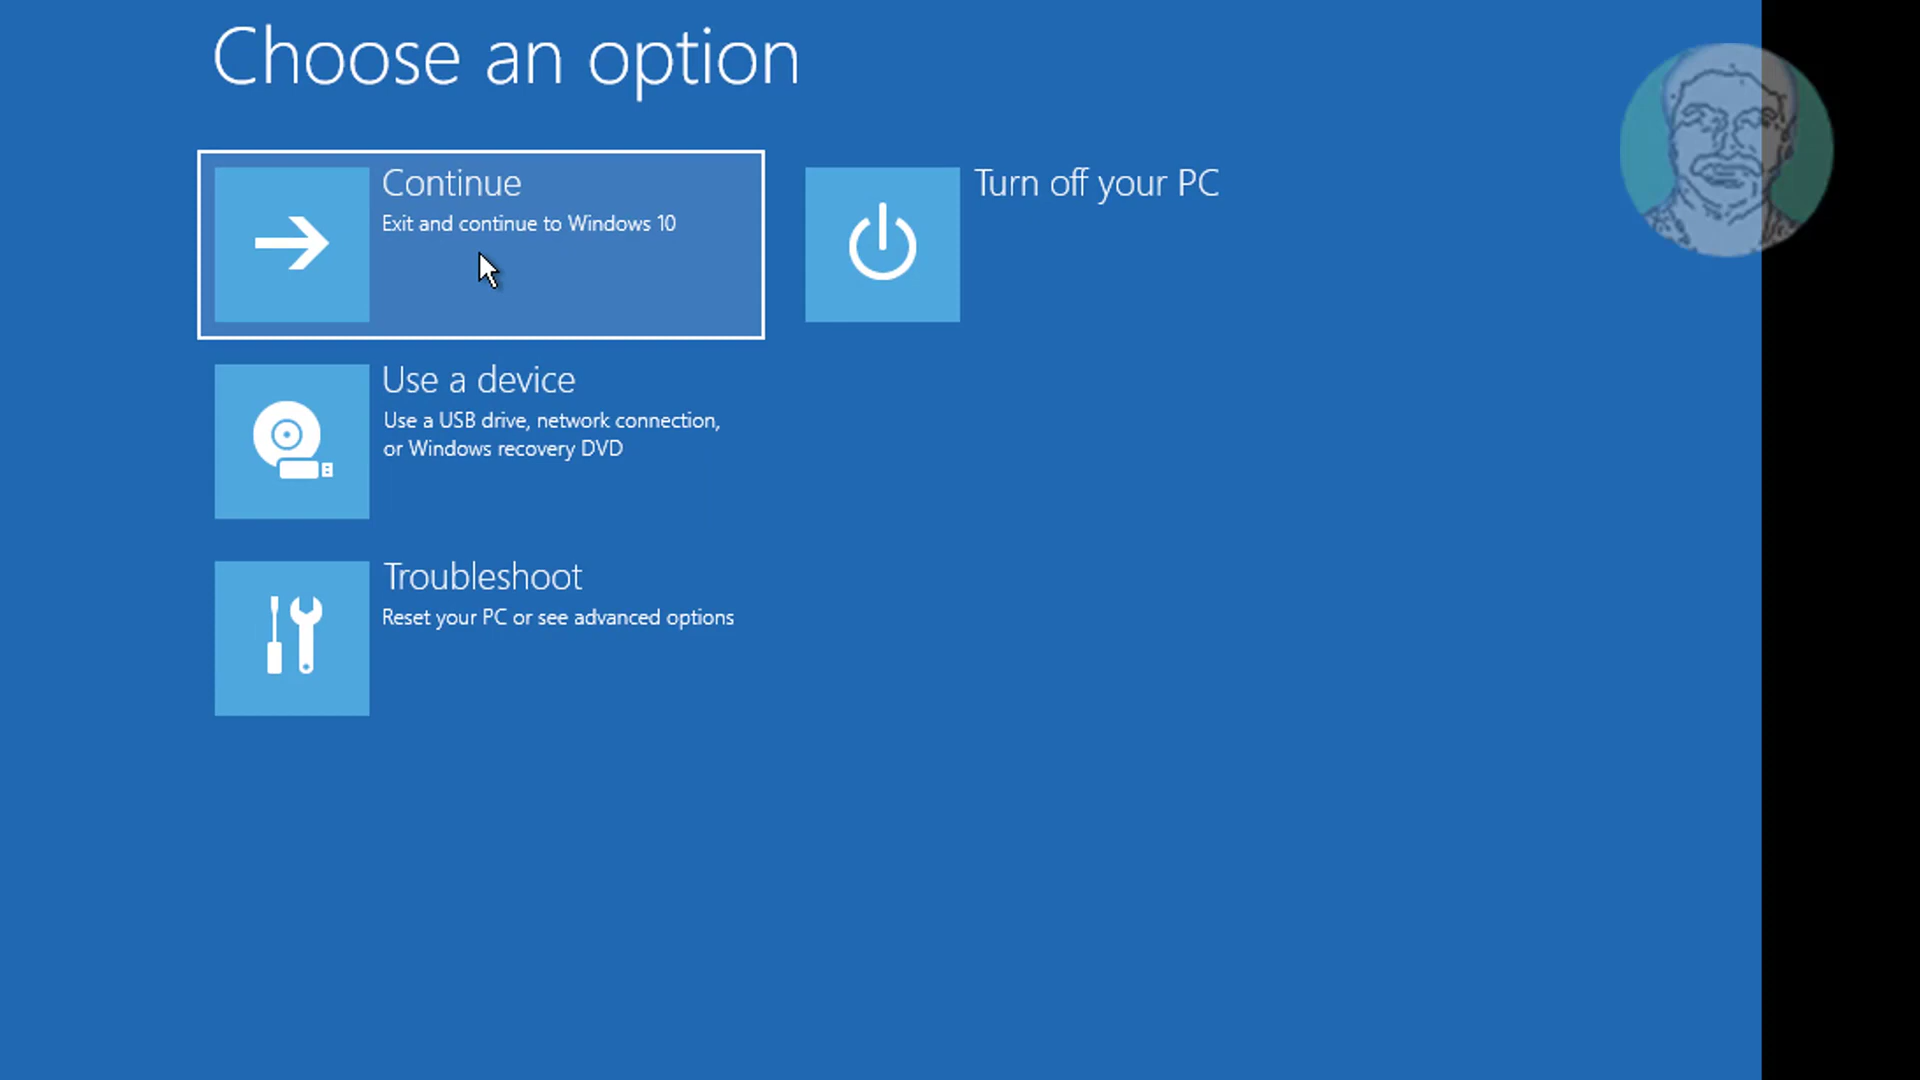 Choose an option
Continue
Exit and continue to Windows 10
Turn off your PC
Use a device
Use a USB drive, network connection,
or Windows recovery DVD
Troubleshoot
Reset your PC or see advanced options